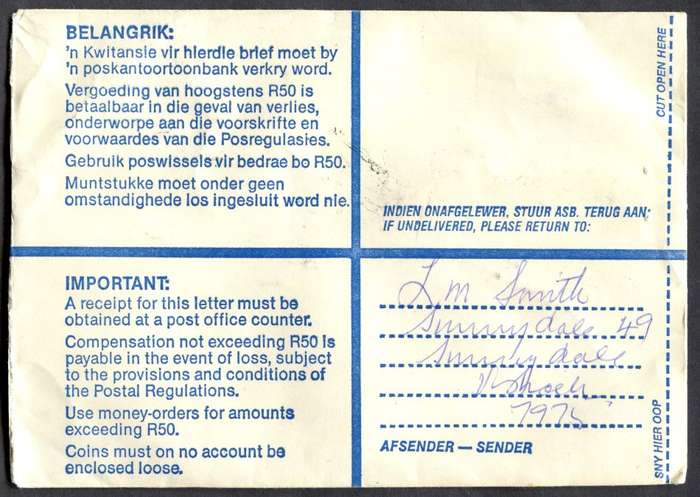 BELANGRIK:
'n Kwitansie vir hierdie brief moet by
'n poskantoortoonbank verkry word.
Vergoeding van hoogstens R50 is
betaalbaar in die geval van verlies,
onderworpe aan die voorskrifte en
voorwaardes van die Posregulasies.
Gebruik poswissels vir bedrae bo R50.
Muntstukke moet onder geen
omstandighede los ingesluit word nie.
CUT OPEN HERE
INDIEN ONAFGELEWER, STUUR ASB. TERUG AAN:
IF UNDELIVERED, PLEASE RETURN TO:
IMPORTANT:
A receipt for this letter must be
obtained at a post office counter.
Compensation not exceeding R50 is
payable in the event of loss, subject
to the provisions and conditions of
the Postal Regulations.
Use money-orders for amounts
exceeding R50.
Coins must on no account be
enclosed loose.
L M Smith
Sunnydale 49
Sunnydale
7975
AFSENDER — SENDER
SNY HIER OOP